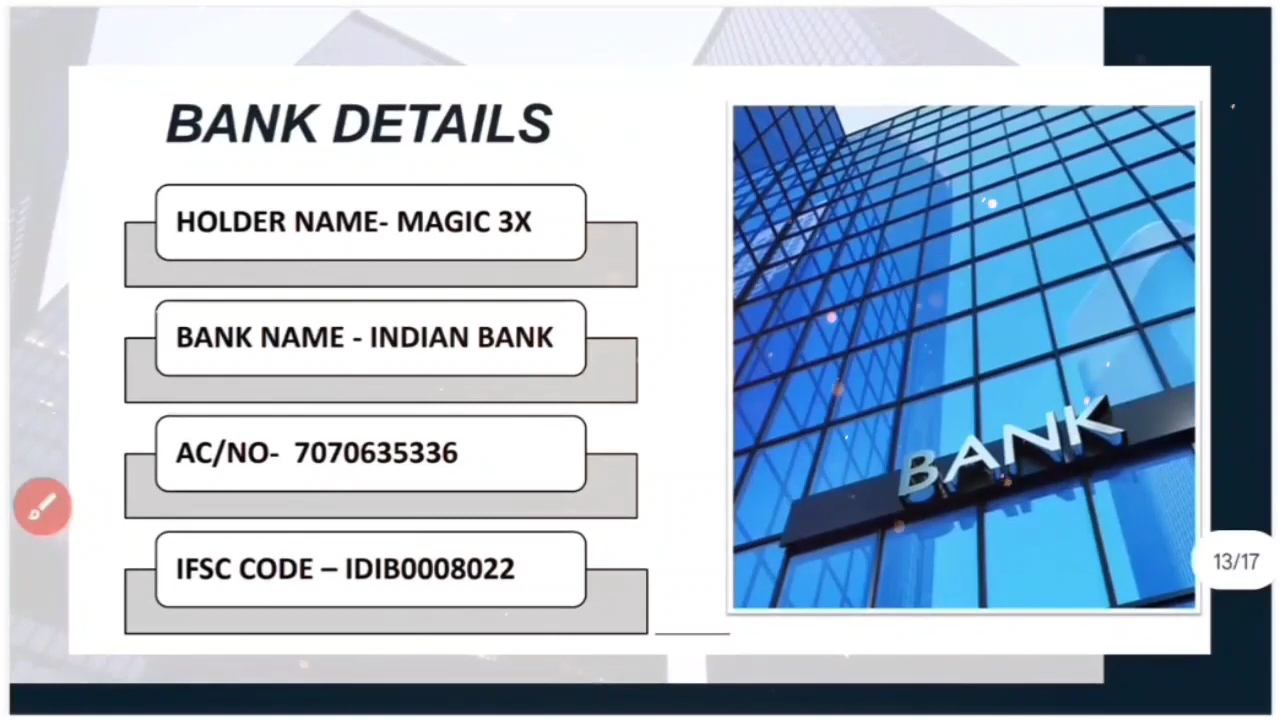 BANK DETAILS
HOLDER NAME- MAGIC 3X
BANK NAME - INDIAN BANK
AC/NO-  7070635336
IFSC CODE – IDIB0008022
BANK
13/17